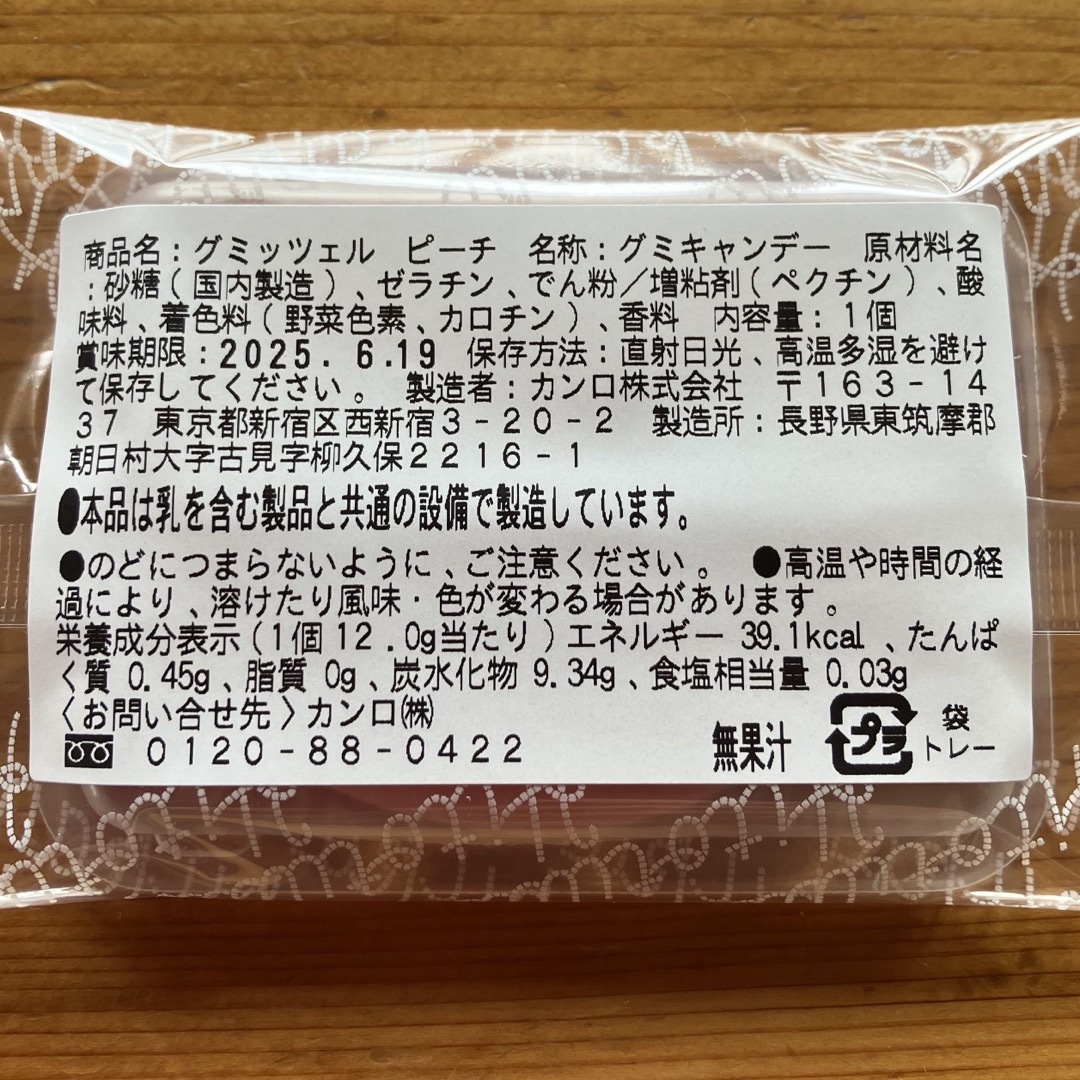 商品名：グミッツェル　ピーチ　名称：グミキャンデー　原材料名
：砂糖（国内製造）、ゼラチン、でん粉／増粘剤（ペクチン）、酸
味料、着色料（野菜色素、カロチン）、香料　内容量：１個
賞味期限：2025. 6.19　保存方法：直射日光、高温多湿を避け
て保存してください。　製造者：カンロ株式会社　〒１６３－１４
３７　東京都新宿区西新宿３－２０－２　製造所：長野県東筑摩郡
朝日村大字古見字柳久保２２１６－１
●本品は乳を含む製品と共通の設備で製造しています。
●のどにつまらないように、ご注意ください。　●高温や時間の経
過により、溶けたり風味・色が変わる場合があります。
栄養成分表示（１個１２．０g当たり）エネルギー 39.1kcal、たんぱ
く質 0.45g、脂質 0g、炭水化物 9.34g、食塩相当量 0.03g
〈お問い合せ先〉カンロ㈱
０１２０－８８－０４２２
無果汁　プラ　袋
トレー